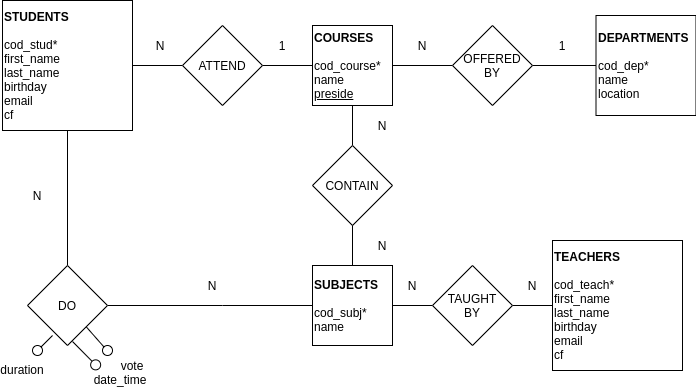 STUDENTS
cod_stud*
first_name
last_name
birthday
email
cf
N
ATTEND
1
COURSES
cod_course*
name
preside
N
OFFERED
BY
1
DEPARTMENTS
cod_dep*
name
location
N
CONTAIN
N
N
DO
duration
vote
date_time
N
SUBJECTS
cod_subj*
name
N
TAUGHT
BY
N
TEACHERS
cod_teach*
first_name
last_name
birthday
email
cf